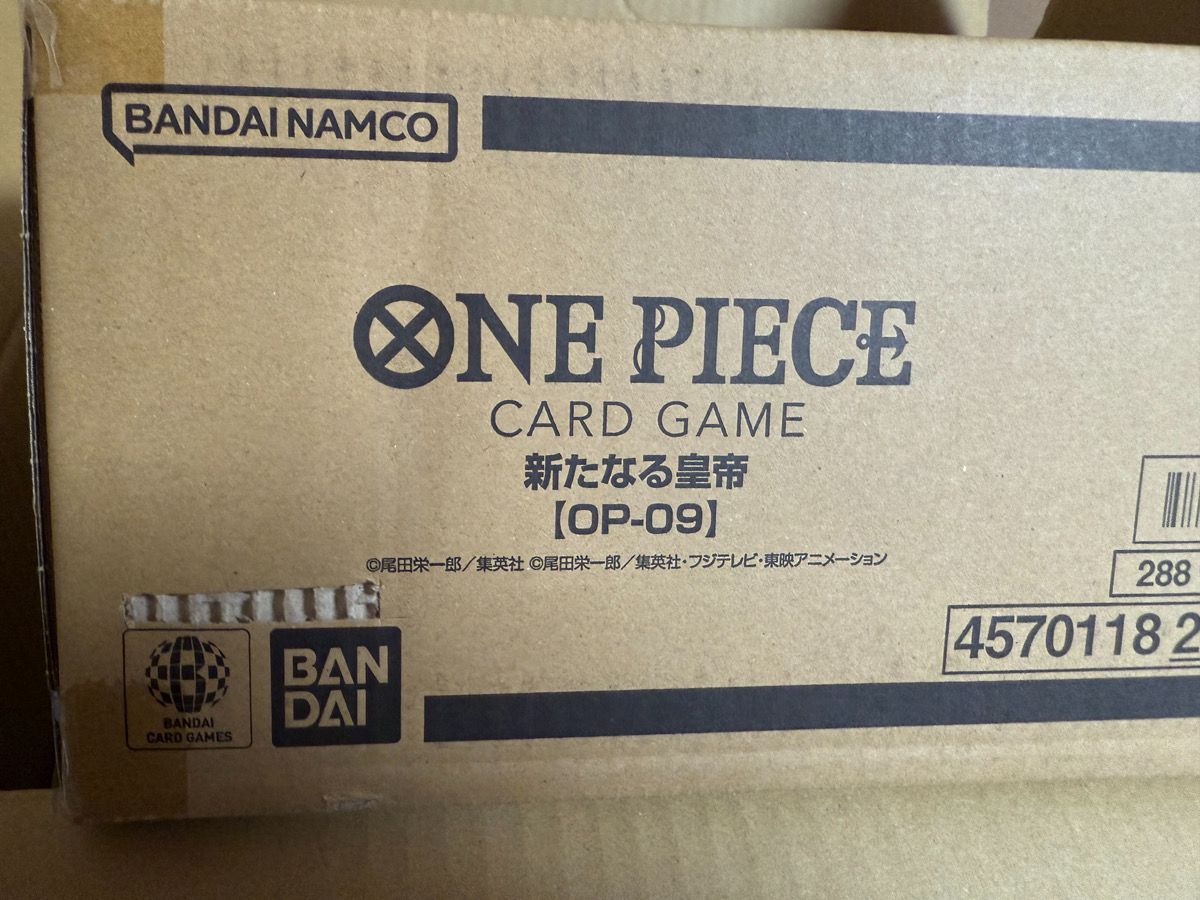 BANDAI NAMCO
ONE PIECE
CARD GAME
新たなる皇帝
【OP-09】
©尾田栄一郎／集英社 ©尾田栄一郎／集英社・フジテレビ・東映アニメーション
288
4570118 2
BANDAI
CARD GAMES
BAN
DAI